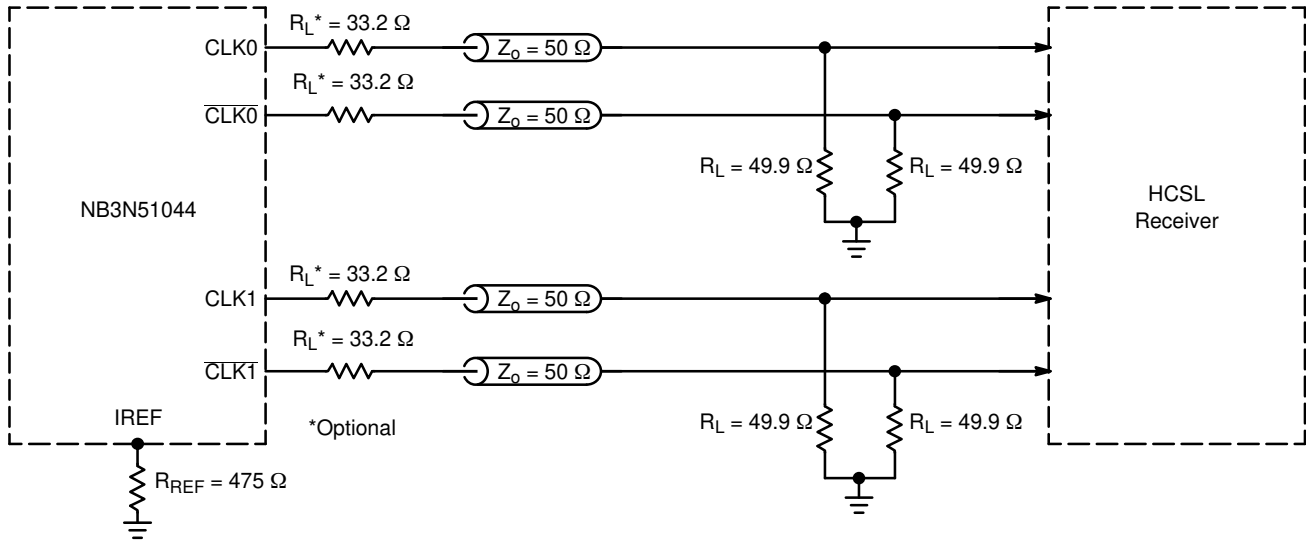 R_L* = 33.2 Ω
CLK0
Z_o = 50 Ω
R_L* = 33.2 Ω
C̅L̅K̅0̅
Z_o = 50 Ω
R_L = 49.9 Ω
R_L = 49.9 Ω
NB3N51044
HCSL
Receiver
R_L* = 33.2 Ω
CLK1
Z_o = 50 Ω
R_L* = 33.2 Ω
C̅L̅K̅1̅
Z_o = 50 Ω
IREF
*Optional
R_L = 49.9 Ω
R_L = 49.9 Ω
R_REF = 475 Ω